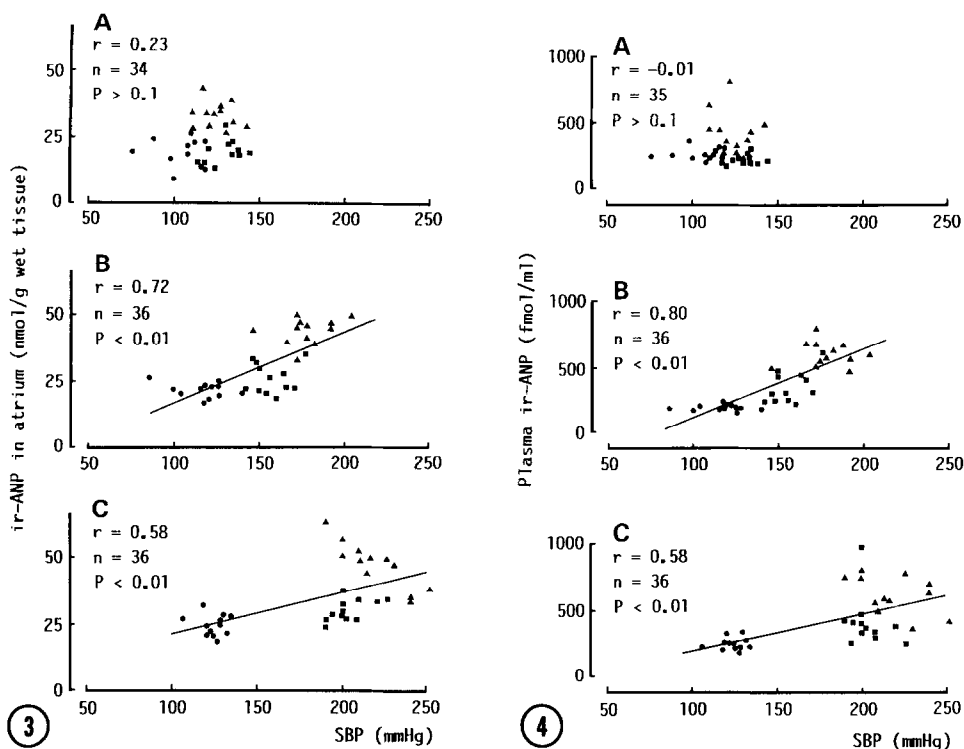 ir-ANP in atrium (nmol/g wet tissue)
A
r = 0.23
n = 34
P > 0.1
50
25
0
50 100 150 200 250
B
r = 0.72
n = 36
P < 0.01
50
25
0
50 100 150 200 250
C
r = 0.58
n = 36
P < 0.01
50
25
0
50 100 150 200 250
SBP (mmHg)
3
Plasma ir-ANP (fmol/ml)
A
r = -0.01
n = 35
P > 0.1
1000
500
0
50 100 150 200 250
B
r = 0.80
n = 36
P < 0.01
1000
500
0
50 100 150 200 250
C
r = 0.58
n = 36
P < 0.01
1000
500
0
50 100 150 200 250
SBP (mmHg)
4